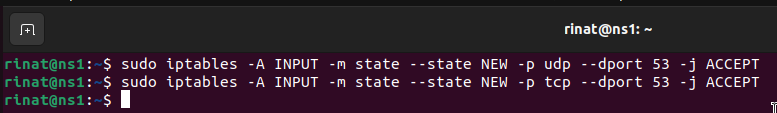 rinat@ns1: ~
rinat@ns1:~$ sudo iptables -A INPUT -m state --state NEW -p udp --dport 53 -j ACCEPT
rinat@ns1:~$ sudo iptables -A INPUT -m state --state NEW -p tcp --dport 53 -j ACCEPT
rinat@ns1:~$